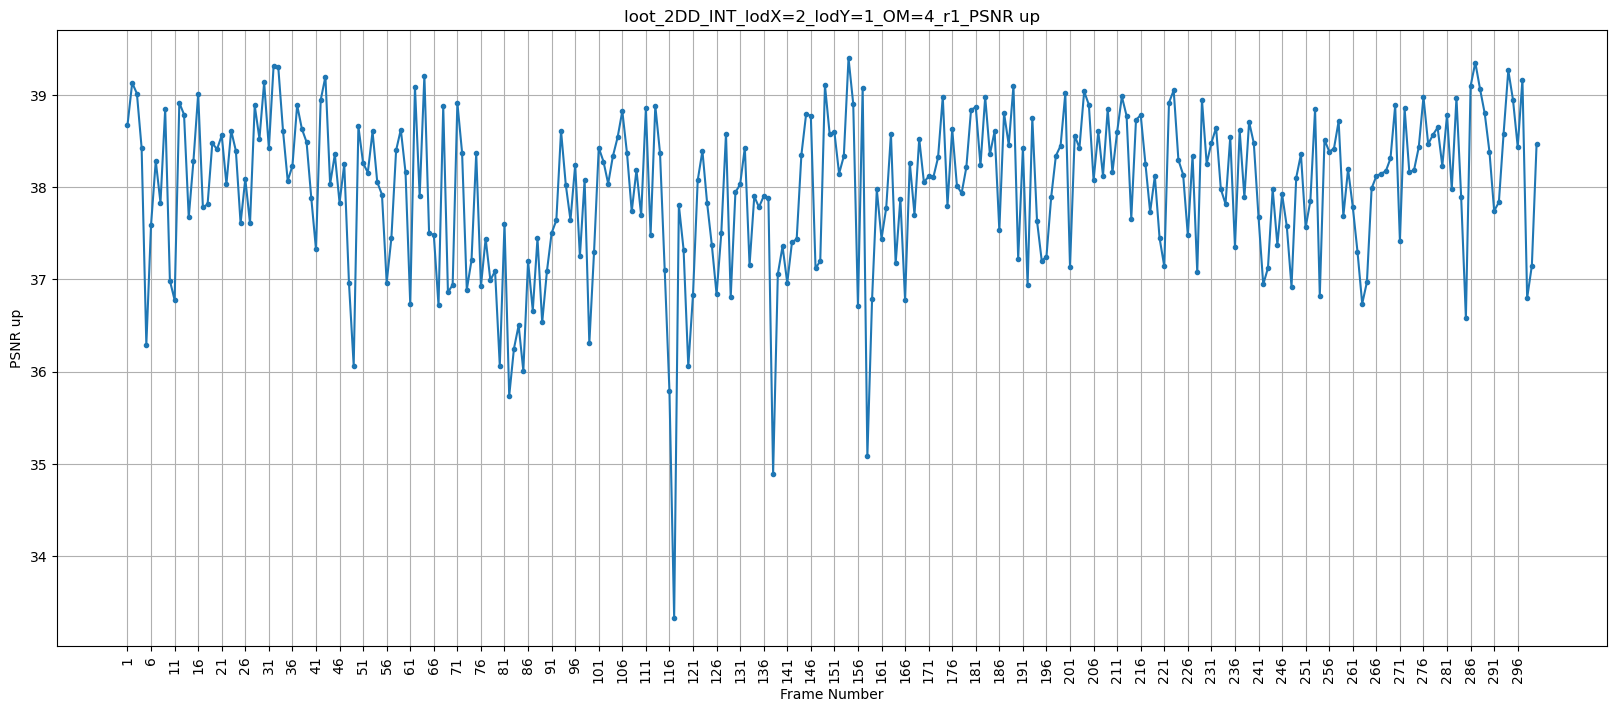 loot_2DD_INT_lodX=2_lodY=1_OM=4_r1_PSNR up
PSNR up
39
38
37
36
35
34
1 6 11 16 21 26 31 36 41 46 51 56 61 66 71 76 81 86 91 96 101 106 111 116 121 126 131 136 141 146 151 156 161 166 171 176 181 186 191 196 201 206 211 216 221 226 231 236 241 246 251 256 261 266 271 276 281 286 291 296
Frame Number